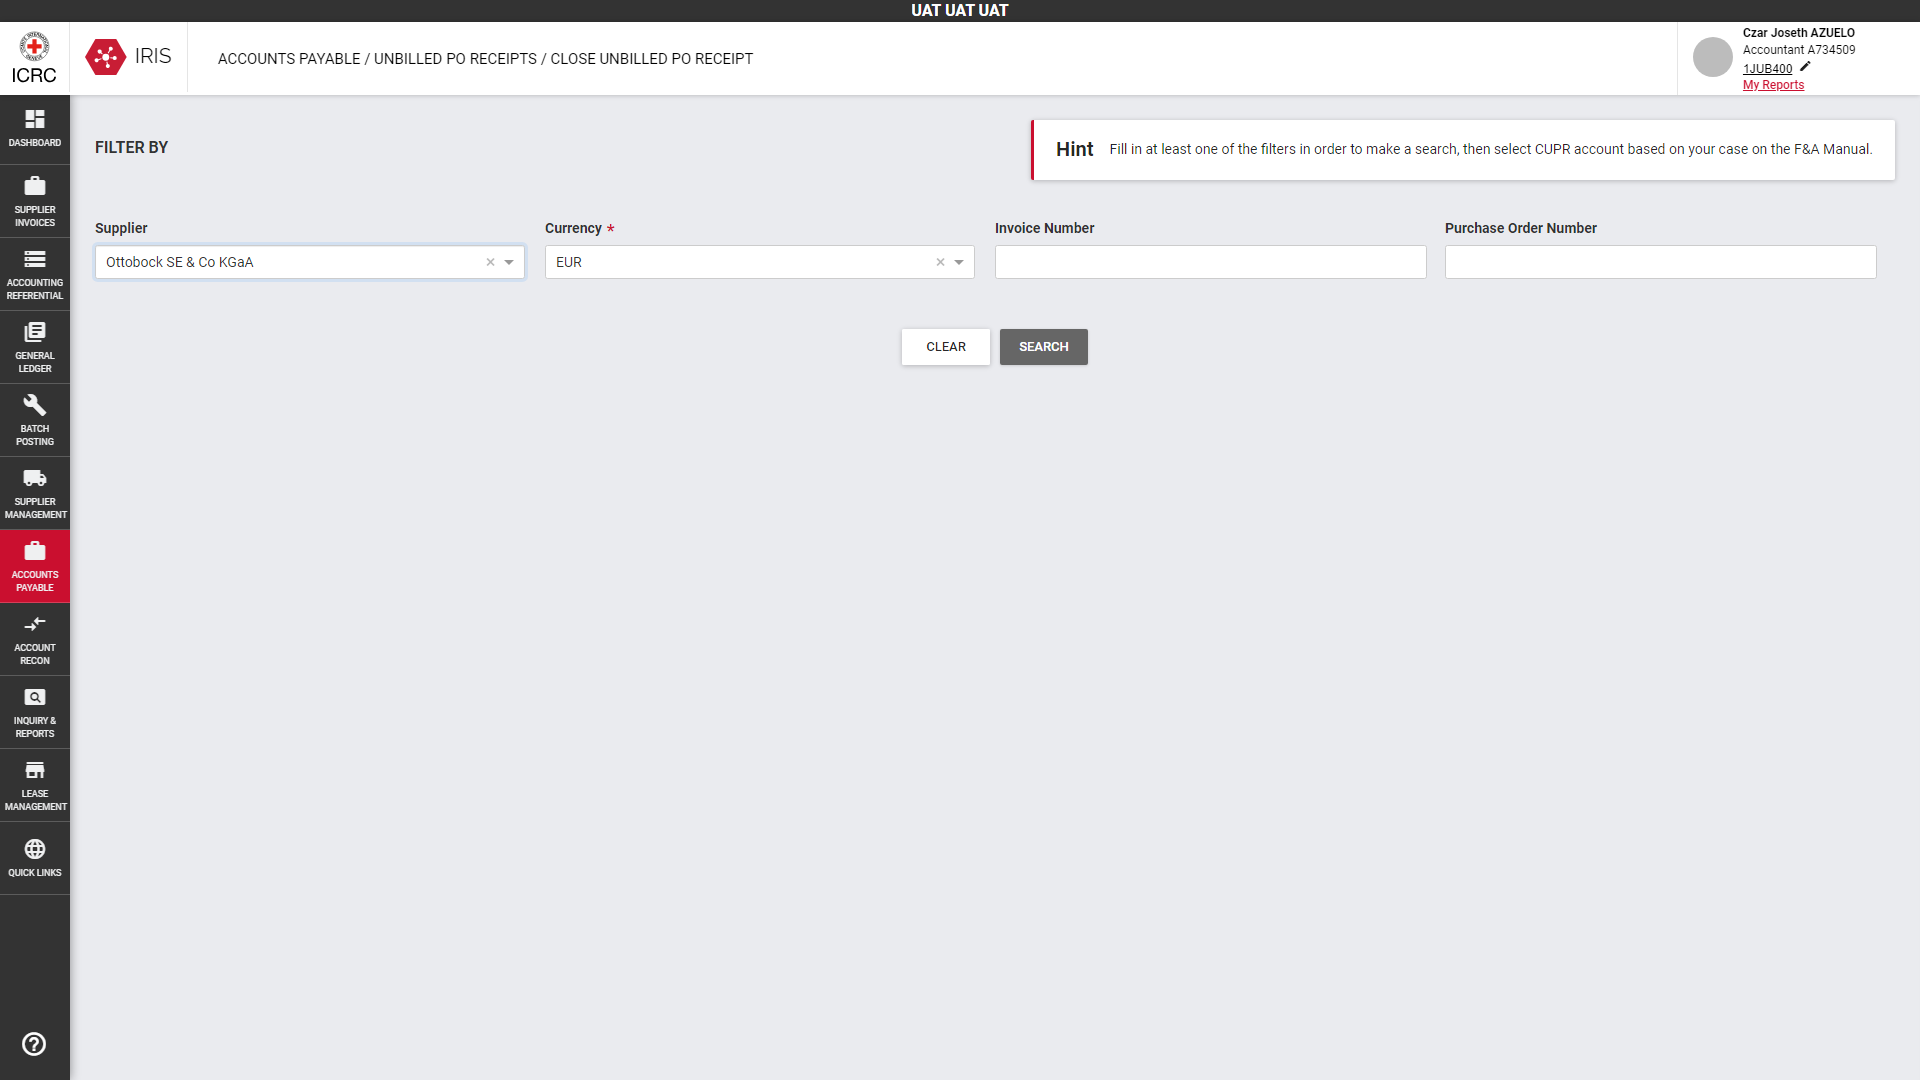 UAT UAT UAT
ICRC
IRIS
ACCOUNTS PAYABLE / UNBILLED PO RECEIPTS / CLOSE UNBILLED PO RECEIPT
Czar Joseth AZUELO
Accountant A734509
1JUB400
My Reports
DASHBOARD
SUPPLIER
INVOICES
ACCOUNTING
REFERENTIAL
GENERAL
LEDGER
BATCH
POSTING
SUPPLIER
MANAGEMENT
ACCOUNTS
PAYABLE
ACCOUNT
RECON
INQUIRY &
REPORTS
LEASE
MANAGEMENT
QUICK LINKS
FILTER BY
Hint Fill in at least one of the filters in order to make a search, then select CUPR account based on your case on the F&A Manual.
Supplier
Ottobock SE & Co KGaA
Currency *
EUR
Invoice Number
Purchase Order Number
CLEAR
SEARCH